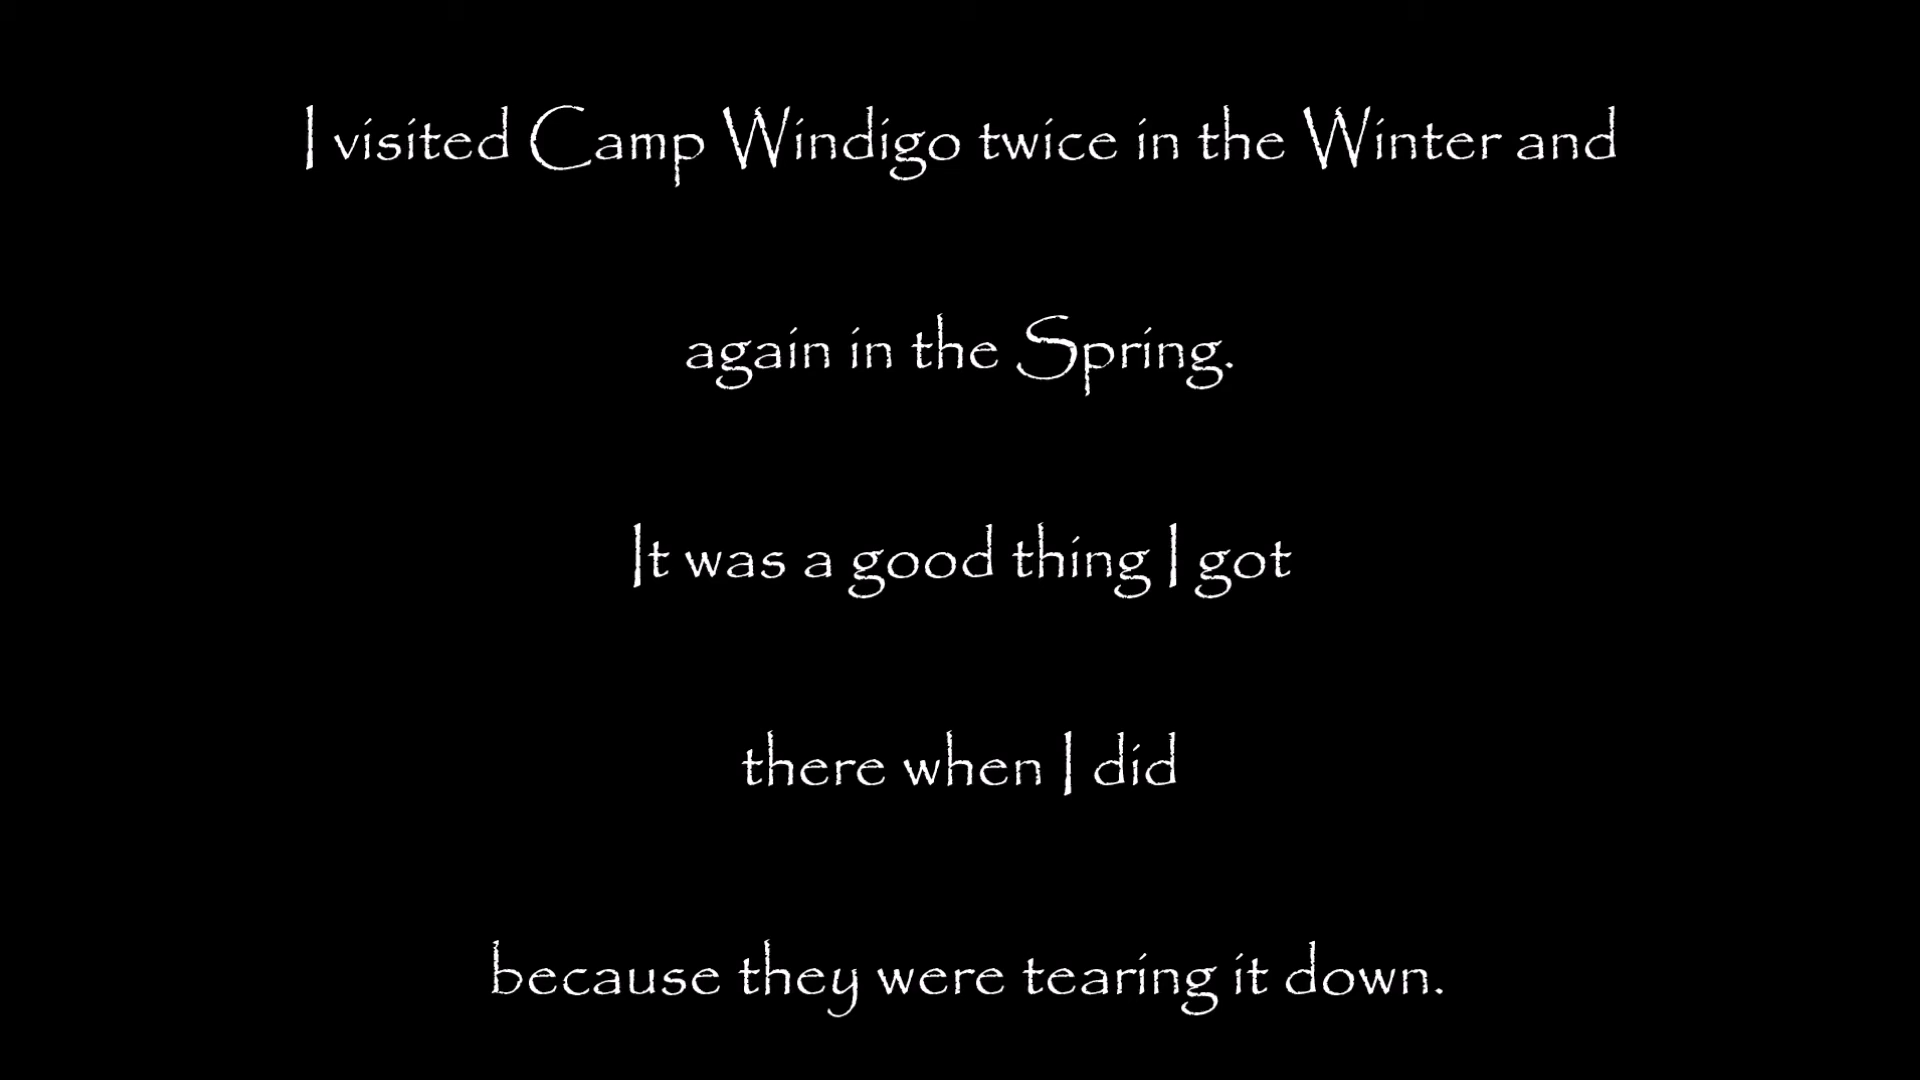 I visited Camp Windigo twice in the Winter and
again in the Spring.
It was a good thing I got
there when I did
because they were tearing it down.